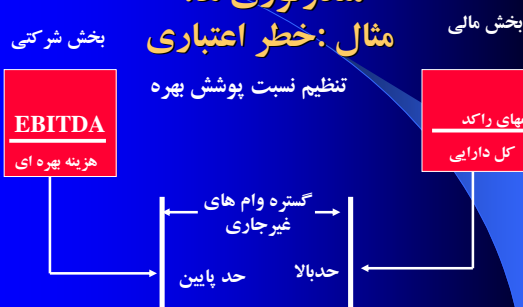 مثال :خطر اعتباری
بخش مالی
بخش شرکتی
تنظیم نسبت پوشش بهره
EBITDA
هزینه بهره ای
راکد
کل دارایی
گستره وام های
غیرجاری
حدبالا
حد پایین